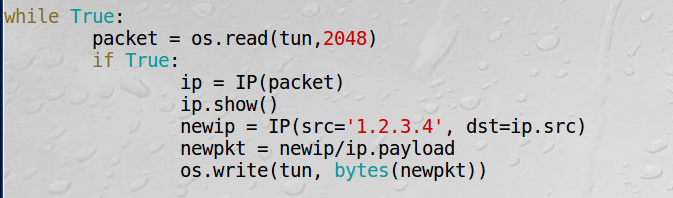 while True:
        packet = os.read(tun,2048)
        if True:
                ip = IP(packet)
                ip.show()
                newip = IP(src='1.2.3.4', dst=ip.src)
                newpkt = newip/ip.payload
                os.write(tun, bytes(newpkt))